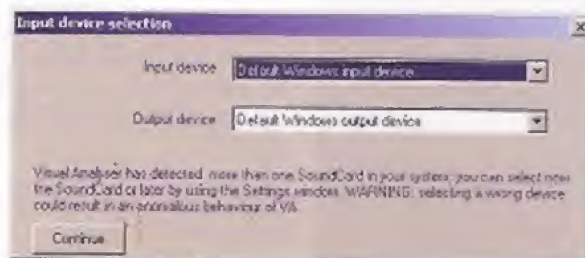 Input device selection
Input device Default Windows input device
Output device Default Windows output device
Visual Analyser has detected more than one SoundCard in your system, you can select now
the SoundCard or later by using the Settings window. WARNING: selecting a wrong device
could result in an anomalous behaviour of VA
Continue